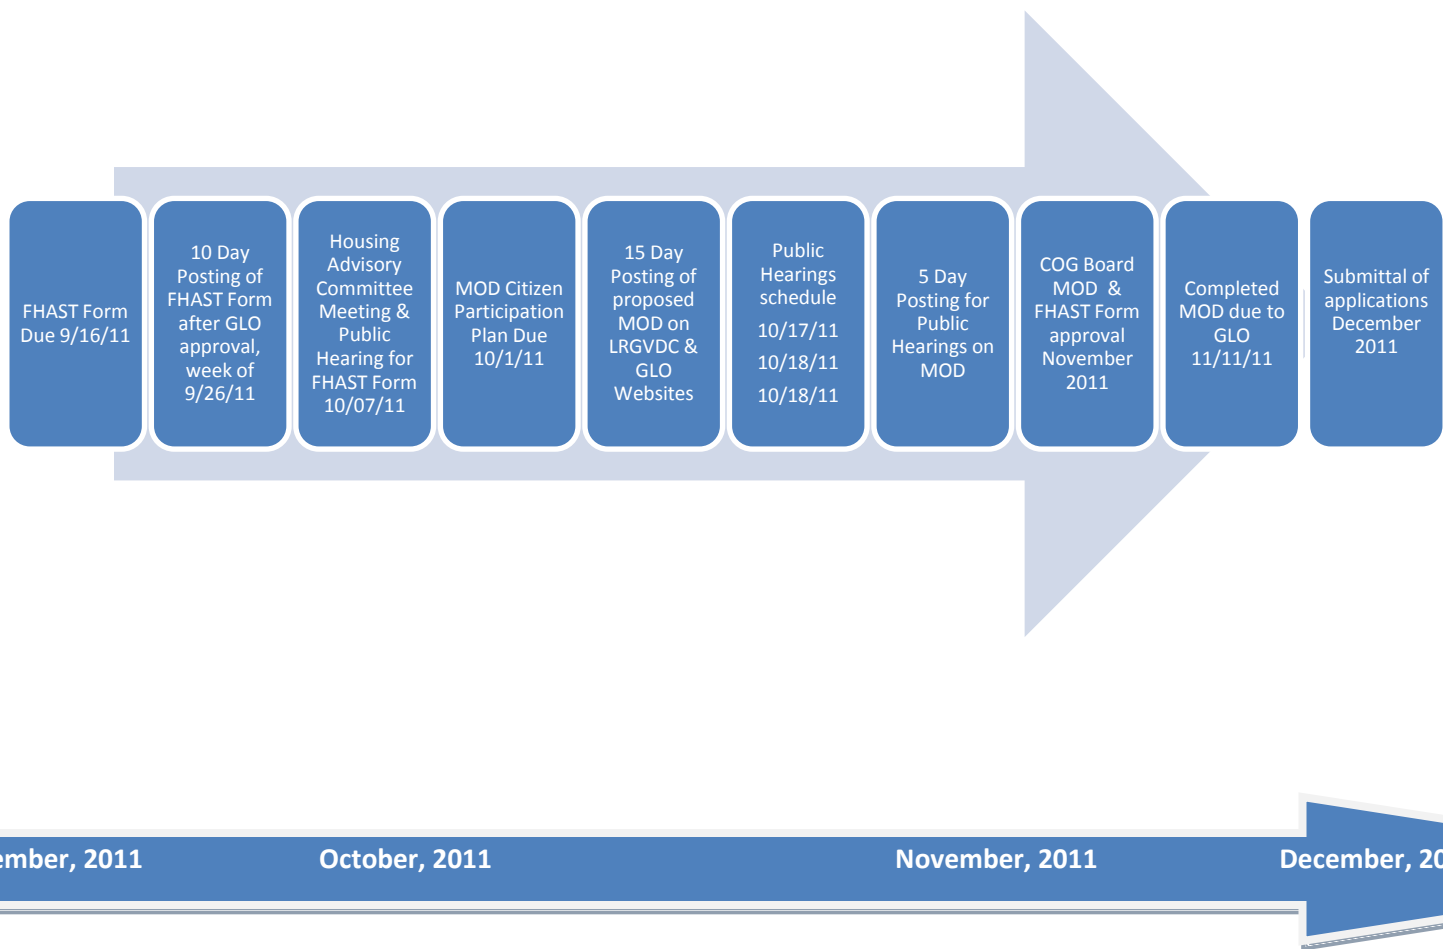 FHAST Form
Due 9/16/11
10 Day
Posting of
FHAST Form
after GLO
approval,
week of
9/26/11
Housing
Advisory
Committee
Meeting &
Public
Hearing for
FHAST Form
10/07/11
MOD Citizen
Participation
Plan Due
10/1/11
15 Day
Posting of
proposed
MOD on
LRGVDC &
GLO
Websites
Public
Hearings
schedule
10/17/11
10/18/11
10/18/11
5 Day
Posting for
Public
Hearings on
MOD
COG Board
MOD & 
FHAST Form
approval
November
2011
Completed
MOD due to
GLO
11/11/11
Submittal of
applications
December
2011
ember, 2011
October, 2011
November, 2011
December, 20